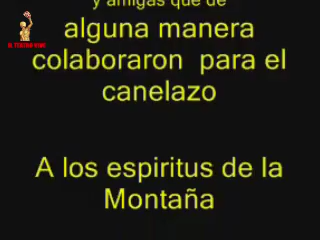 y amigas que de
alguna manera
colaboraron para el
canelazo
A los espiritus de la
Montaña